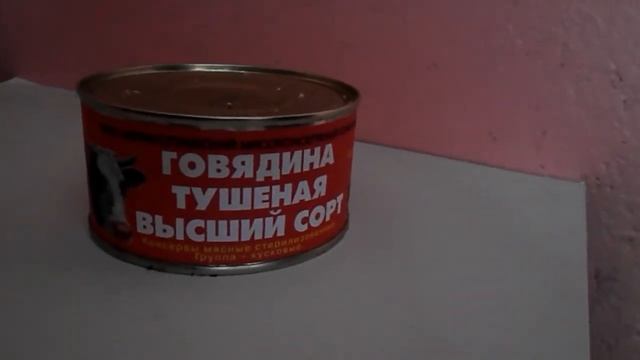 ГОВЯДИНА
ТУШЕНАЯ
ВЫСШИЙ СОРТ
Консервы мясные стерилизованные
Группа - кусковые